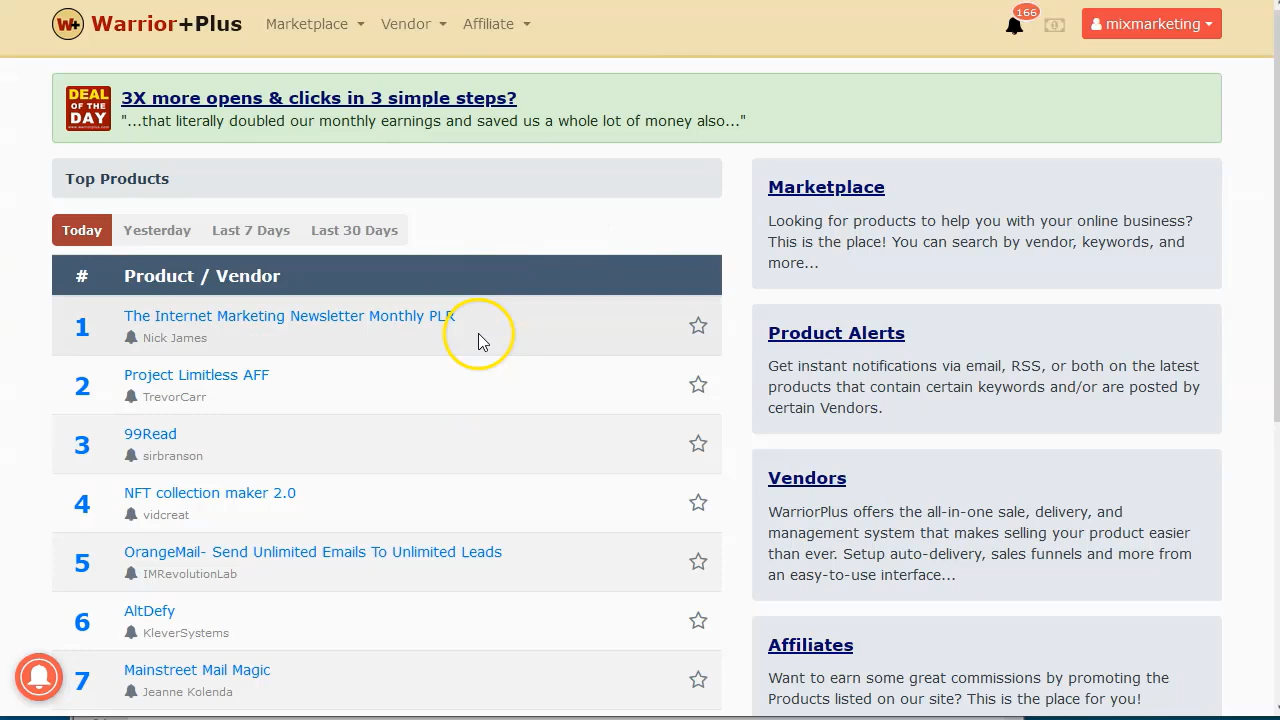 W+ Warrior+Plus Marketplace Vendor Affiliate 166 mixmarketing
DEAL OF THE DAY www.warriorplus.com
3X more opens & clicks in 3 simple steps?
"...that literally doubled our monthly earnings and saved us a whole lot of money also..."
Top Products
Today Yesterday Last 7 Days Last 30 Days
# Product / Vendor
1 The Internet Marketing Newsletter Monthly PLR
Nick James
2 Project Limitless AFF
TrevorCarr
3 99Read
sirbranson
4 NFT collection maker 2.0
vidcreat
5 OrangeMail- Send Unlimited Emails To Unlimited Leads
IMRevolutionLab
6 AltDefy
KleverSystems
7 Mainstreet Mail Magic
Jeanne Kolenda
Marketplace
Looking for products to help you with your online business?
This is the place! You can search by vendor, keywords, and
more...
Product Alerts
Get instant notifications via email, RSS, or both on the latest
products that contain certain keywords and/or are posted by
certain Vendors.
Vendors
WarriorPlus offers the all-in-one sale, delivery, and
management system that makes selling your product easier
than ever. Setup auto-delivery, sales funnels and more from
an easy-to-use interface...
Affiliates
Want to earn some great commissions by promoting the
Products listed on our site? This is the place for you!